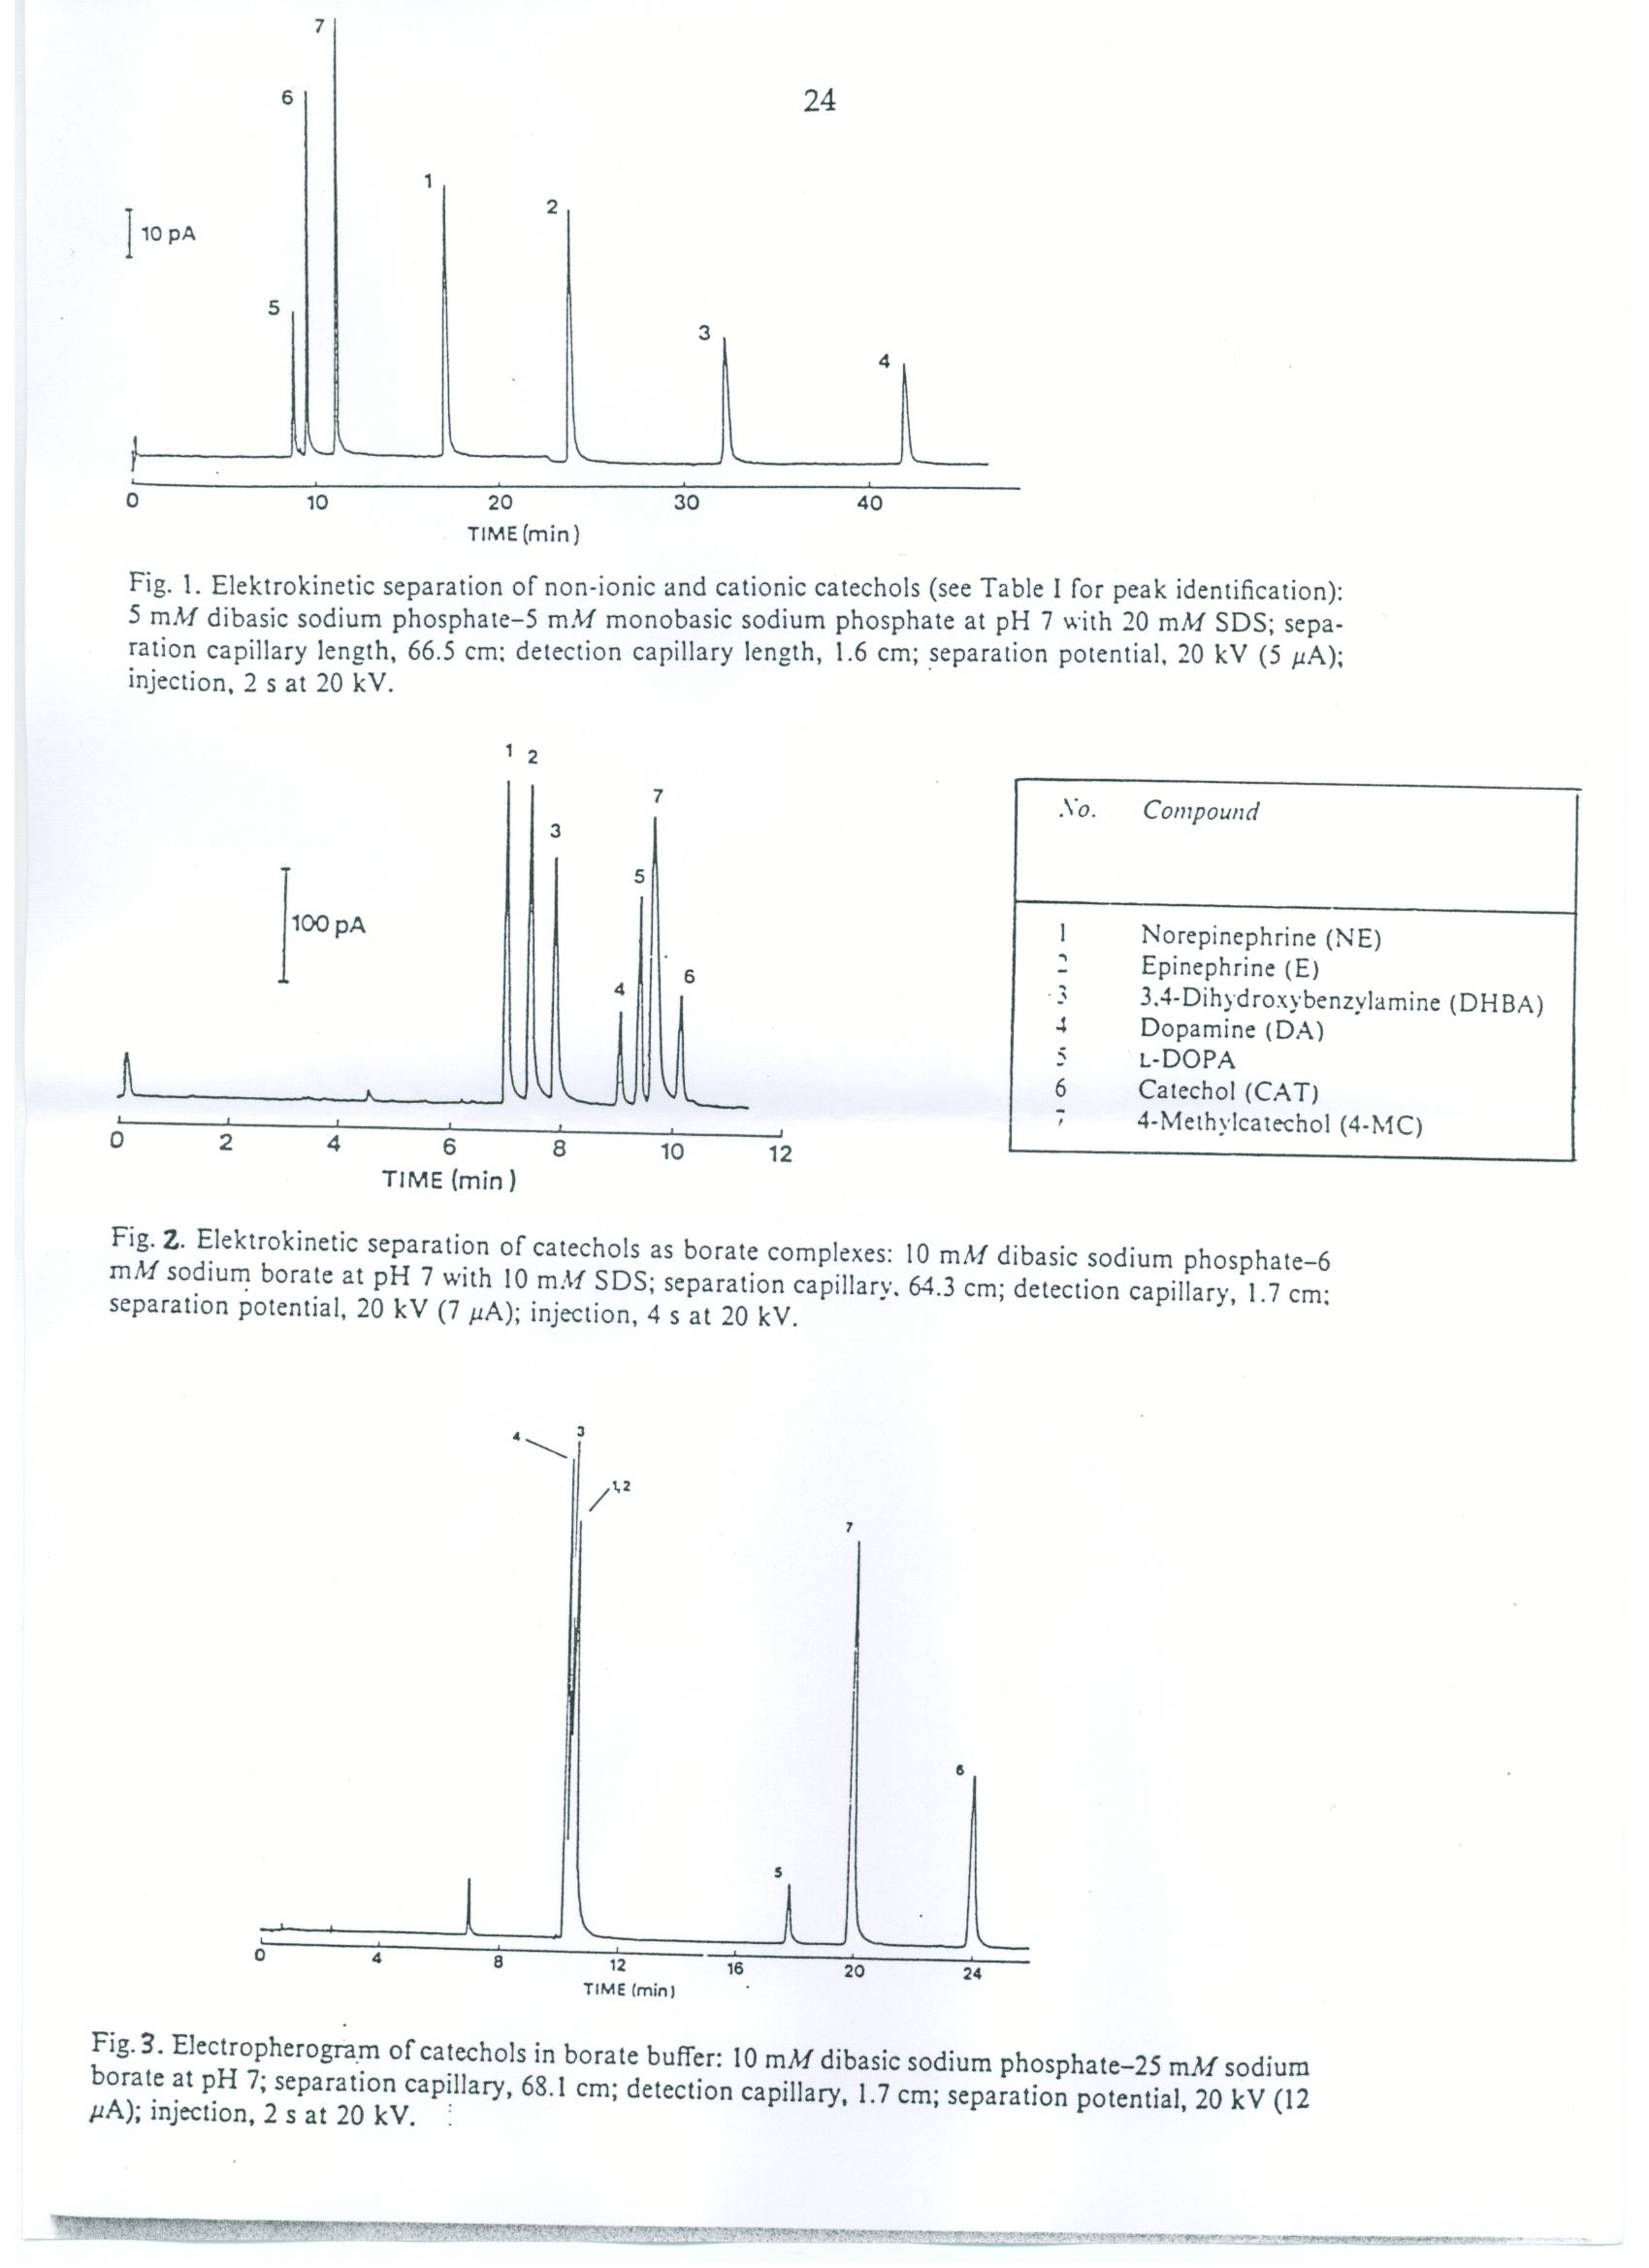 7
6
24
1
2
10 pA
5
3
4
0 10 20 30 40
TIME (min)
Fig. 1. Elektrokinetic separation of non-ionic and cationic catechols (see Table I for peak identification):
5 mM dibasic sodium phosphate–5 mM monobasic sodium phosphate at pH 7 with 20 mM SDS; sepa-
ration capillary length, 66.5 cm; detection capillary length, 1.6 cm; separation potential, 20 kV (5 μA);
injection, 2 s at 20 kV.
1 2
7
3
5
100 pA
6
4
0 2 4 6 8 10 12
TIME (min)
No. Compound
1 Norepinephrine (NE)
2 Epinephrine (E)
3 3,4-Dihydroxybenzylamine (DHBA)
4 Dopamine (DA)
5 L-DOPA
6 Catechol (CAT)
7 4-Methylcatechol (4-MC)
Fig. 2. Elektrokinetic separation of catechols as borate complexes: 10 mM dibasic sodium phosphate–6
mM sodium borate at pH 7 with 10 mM SDS; separation capillary, 64.3 cm; detection capillary, 1.7 cm;
separation potential, 20 kV (7 μA); injection, 4 s at 20 kV.
4 3
1,2
7
6
5
0 4 8 12 16 20 24
TIME (min)
Fig. 3. Electropherogram of catechols in borate buffer: 10 mM dibasic sodium phosphate–25 mM sodium
borate at pH 7; separation capillary, 68.1 cm; detection capillary, 1.7 cm; separation potential, 20 kV (12
μA); injection, 2 s at 20 kV.